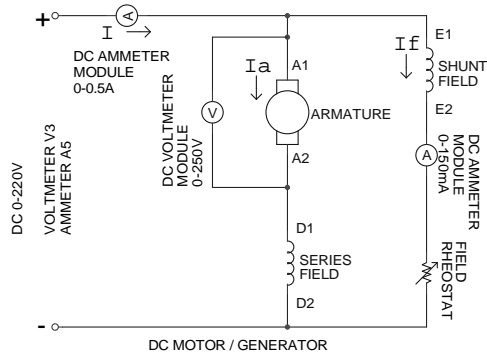 +
A
I
DC AMMETER
MODULE
0-0.5A
DC 0-220V
VOLTMETER V3
AMMETER A5
V
DC VOLTMETER
MODULE
0-250V
Ia
A1
ARMATURE
A2
D1
SERIES
FIELD
D2
If
E1
SHUNT
FIELD
E2
A
DC AMMETER
MODULE
0-150mA
FIELD
RHEOSTAT
-
DC MOTOR / GENERATOR